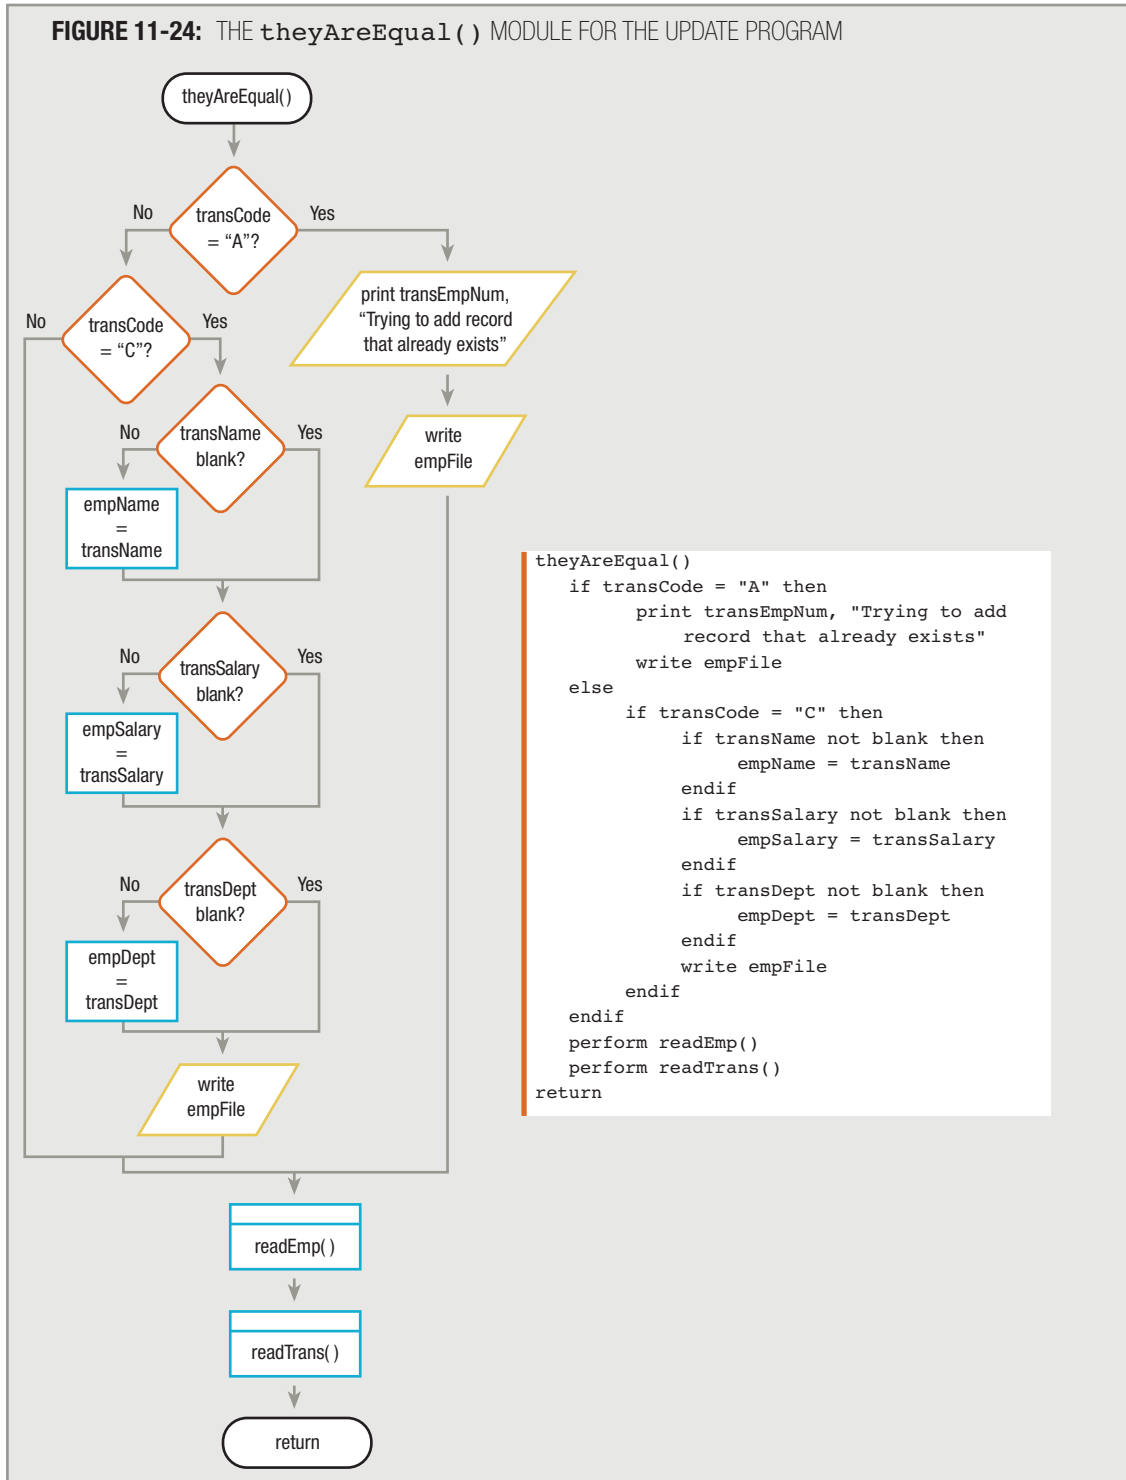 FIGURE 11-24: THE theyAreEqual() MODULE FOR THE UPDATE PROGRAM
theyAreEqual()
transCode
= “A”?
No
Yes
print transEmpNum,
“Trying to add record
that already exists”
write
empFile
transCode
= “C”?
No
Yes
transName
blank?
No
Yes
empName
=
transName
transSalary
blank?
No
Yes
empSalary
=
transSalary
transDept
blank?
No
Yes
empDept
=
transDept
write
empFile
readEmp( )
readTrans( )
return
theyAreEqual()
if transCode = "A" then
print transEmpNum, "Trying to add
record that already exists"
write empFile
else
if transCode = "C" then
if transName not blank then
empName = transName
endif
if transSalary not blank then
empSalary = transSalary
endif
if transDept not blank then
empDept = transDept
endif
write empFile
endif
endif
perform readEmp()
perform readTrans()
return